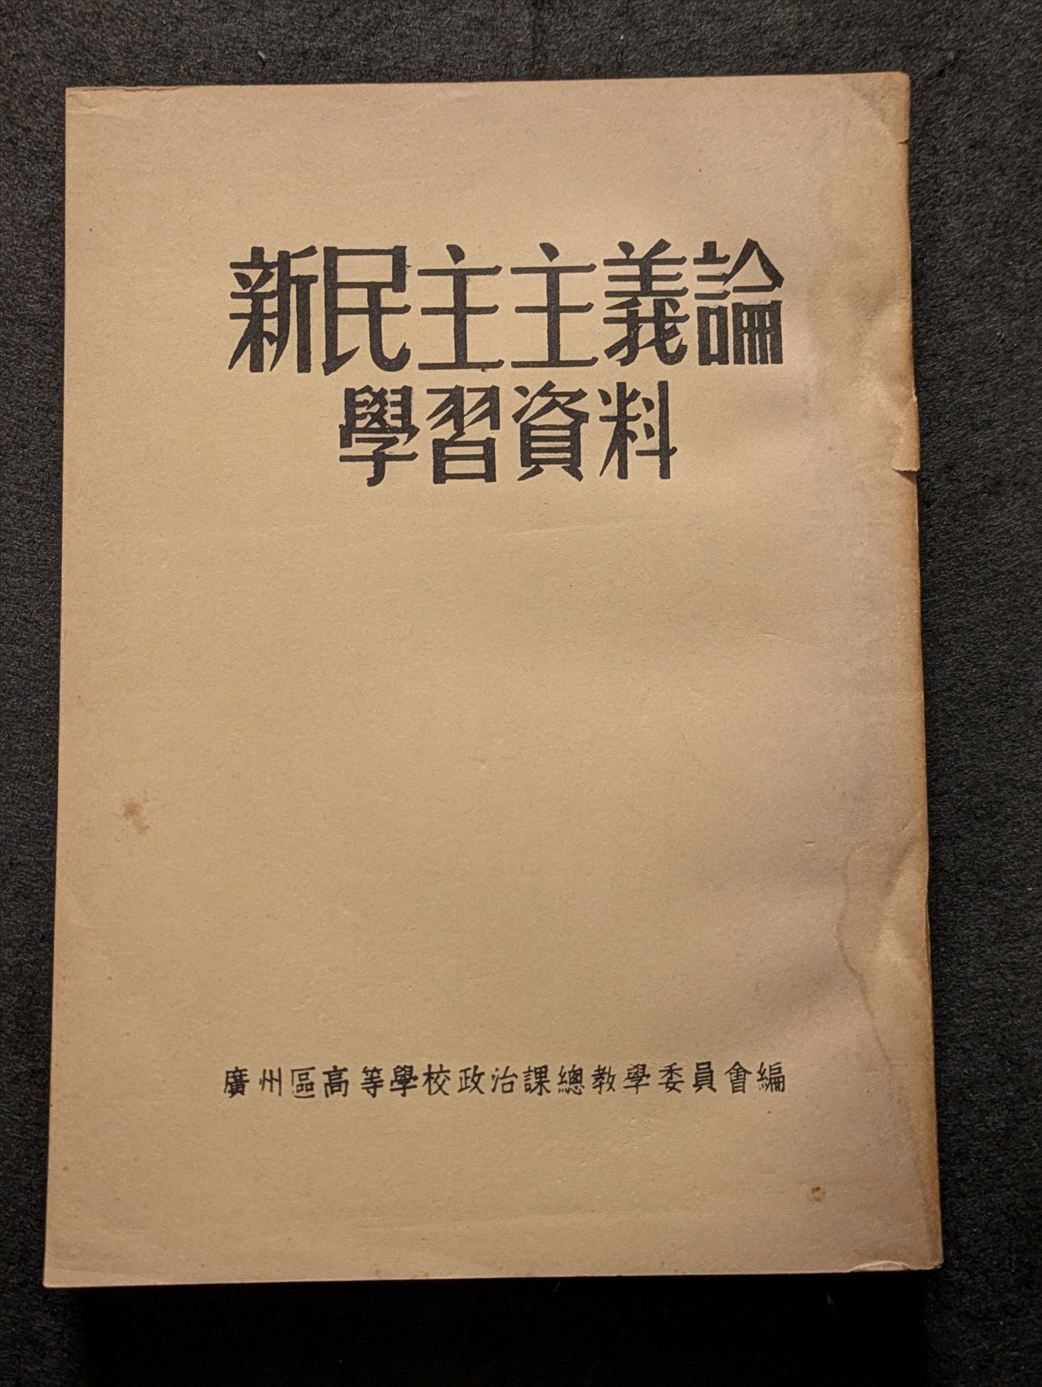 新民主主義論
學習資料
廣州區高等學校政治課總教學委員會編